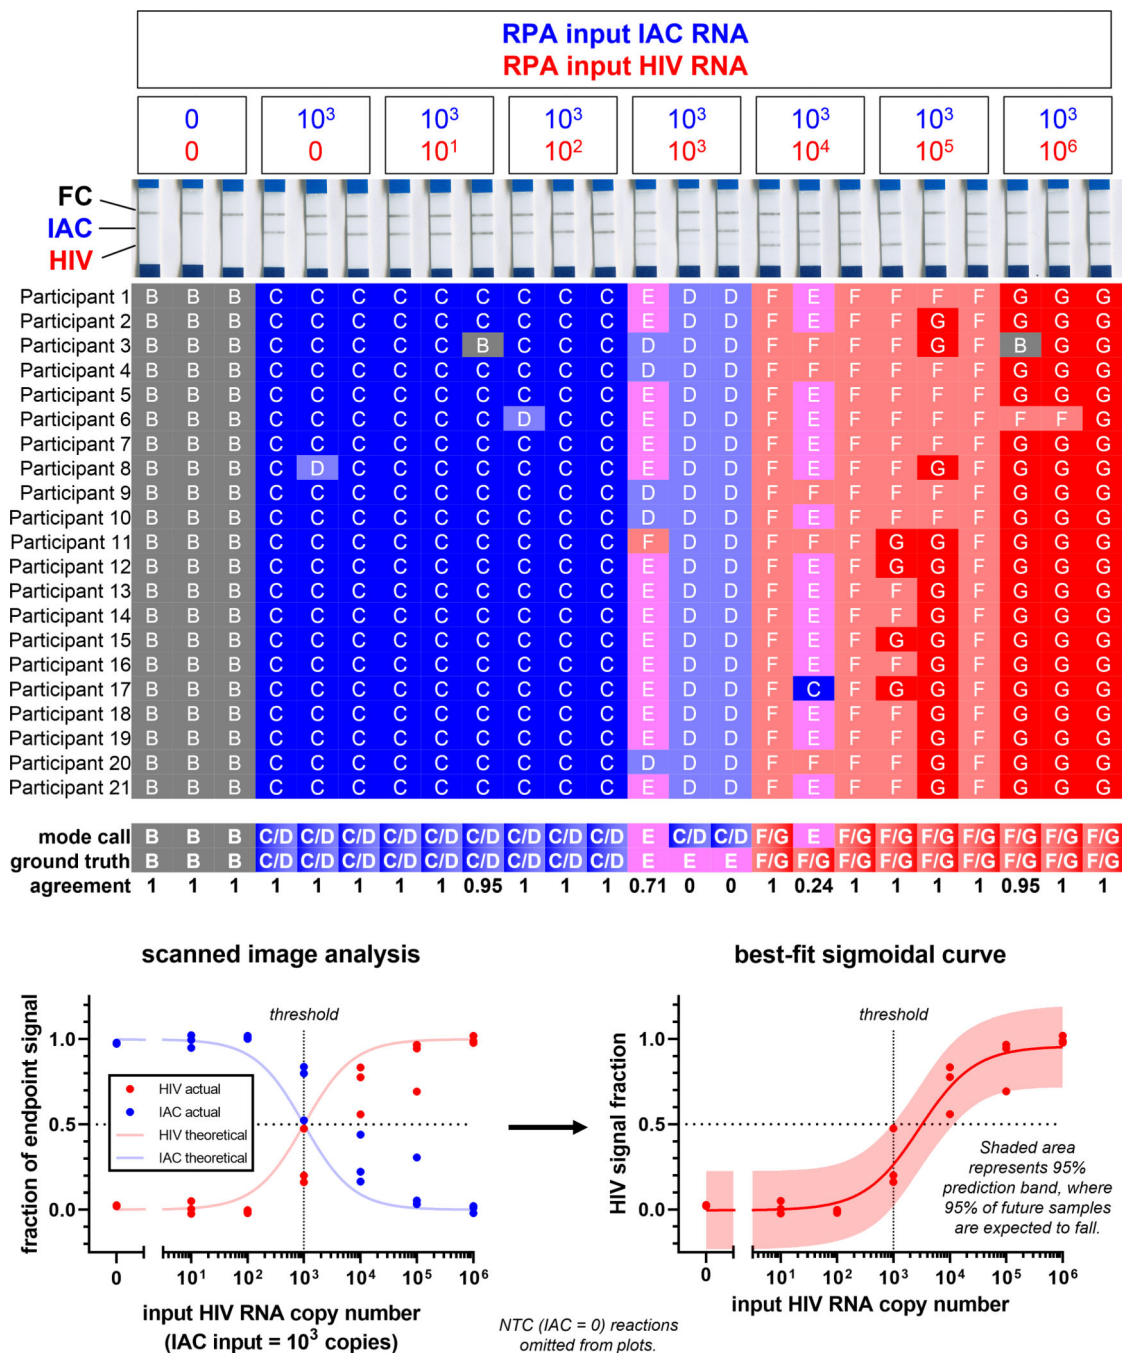 RPA input IAC RNA
RPA input HIV RNA
0 10³ 10³ 10³ 10³ 10³ 10³ 10³
0 0 10¹ 10² 10³ 10⁴ 10⁵ 10⁶
FC
IAC
HIV
Participant 1 B B B C C C C C C C C C E D D F E F F F F G G G
Participant 2 B B B C C C C C C C C C E D D F E F F G F G G G
Participant 3 B B B C C C C C B C C C D D D F F F F G F B G G
Participant 4 B B B C C C C C C C C C D D D F F F F F F G G G
Participant 5 B B B C C C C C C C C C E D D F E F F F F G G G
Participant 6 B B B C C C C C C D C C E D D F E F F F F F F G
Participant 7 B B B C C C C C C C C C E D D F E F F F F G G G
Participant 8 B B B C D C C C C C C C E D D F E F F G F G G G
Participant 9 B B B C C C C C C C C C D D D F F F F F F G G G
Participant 10 B B B C C C C C C C C C D D D F E F F F F G G G
Participant 11 B B B C C C C C C C C C F D D F F F G G F G G G
Participant 12 B B B C C C C C C C C C E D D F E F G G F G G G
Participant 13 B B B C C C C C C C C C E D D F E F F G F G G G
Participant 14 B B B C C C C C C C C C E D D F E F F G F G G G
Participant 15 B B B C C C C C C C C C E D D F E F G G F G G G
Participant 16 B B B C C C C C C C C C E D D F E F F G F G G G
Participant 17 B B B C C C C C C C C C E D D F C F G G F G G G
Participant 18 B B B C C C C C C C C C E D D F E F F G F G G G
Participant 19 B B B C C C C C C C C C E D D F E F F G F G G G
Participant 20 B B B C C C C C C C C C D D D F F F F G F G G G
Participant 21 B B B C C C C C C C C C E D D F E F F G F G G G
mode call B B B C/D C/D C/D C/D C/D C/D C/D C/D C/D E C/D C/D F/G E F/G F/G F/G F/G F/G F/G F/G
ground truth B B B C/D C/D C/D C/D C/D C/D C/D C/D C/D E E E F/G F/G F/G F/G F/G F/G F/G F/G F/G
agreement 1 1 1 1 1 1 1 1 0.95 1 1 1 0.71 0 0 1 0.24 1 1 1 1 0.95 1 1
scanned image analysis
fraction of endpoint signal
threshold
1.0
0.5
0.0
HIV actual
IAC actual
HIV theoretical
IAC theoretical
0 10¹ 10² 10³ 10⁴ 10⁵ 10⁶
input HIV RNA copy number
(IAC input = 10³ copies)
best-fit sigmoidal curve
HIV signal fraction
threshold
1.0
0.5
0.0
Shaded area
represents 95%
prediction band, where
95% of future samples
are expected to fall.
0 10¹ 10² 10³ 10⁴ 10⁵ 10⁶
input HIV RNA copy number
NTC (IAC = 0) reactions
omitted from plots.